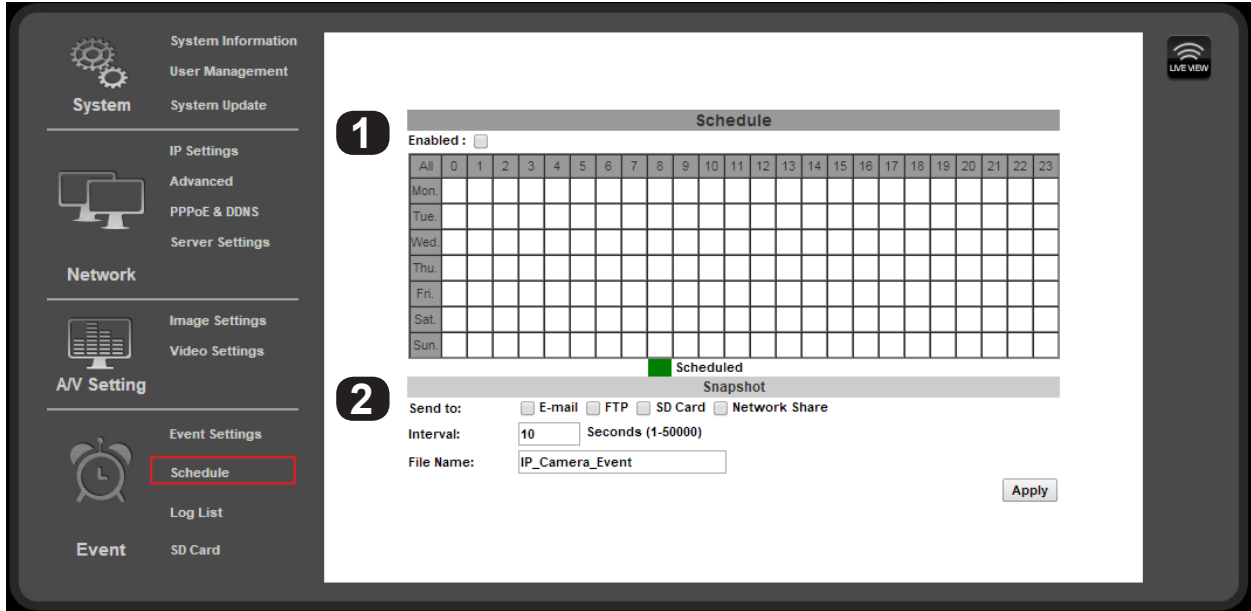 System Information
User Management
System
System Update
IP Settings
Advanced
PPPoE & DDNS
Server Settings
Network
Image Settings
Video Settings
A/V Setting
Event Settings
Schedule
Log List
Event
SD Card
LIVE VIEW
1
Schedule
Enabled :
All 0 1 2 3 4 5 6 7 8 9 10 11 12 13 14 15 16 17 18 19 20 21 22 23
Mon.
Tue.
Wed.
Thu.
Fri.
Sat.
Sun.
Scheduled
2
Snapshot
Send to: E-mail FTP SD Card Network Share
Interval: 10 Seconds (1-50000)
File Name: IP_Camera_Event
Apply